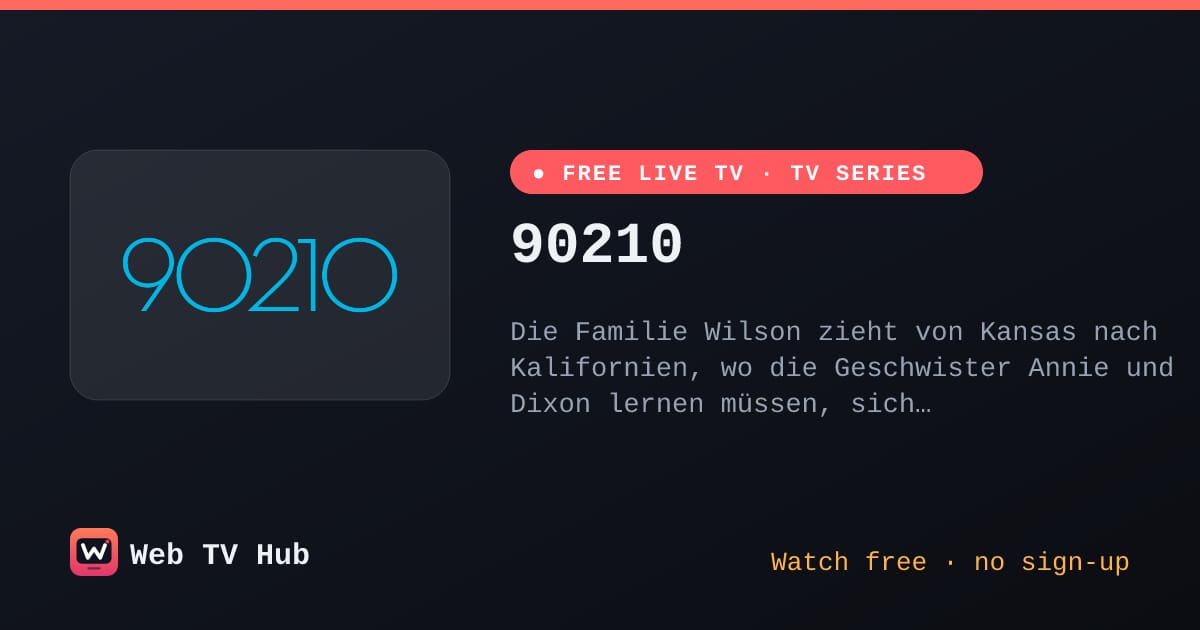 90210
● FREE LIVE TV · TV SERIES
90210
Die Familie Wilson zieht von Kansas nach
Kalifornien, wo die Geschwister Annie und
Dixon lernen müssen, sich…
W
Web TV Hub
Watch free · no sign-up